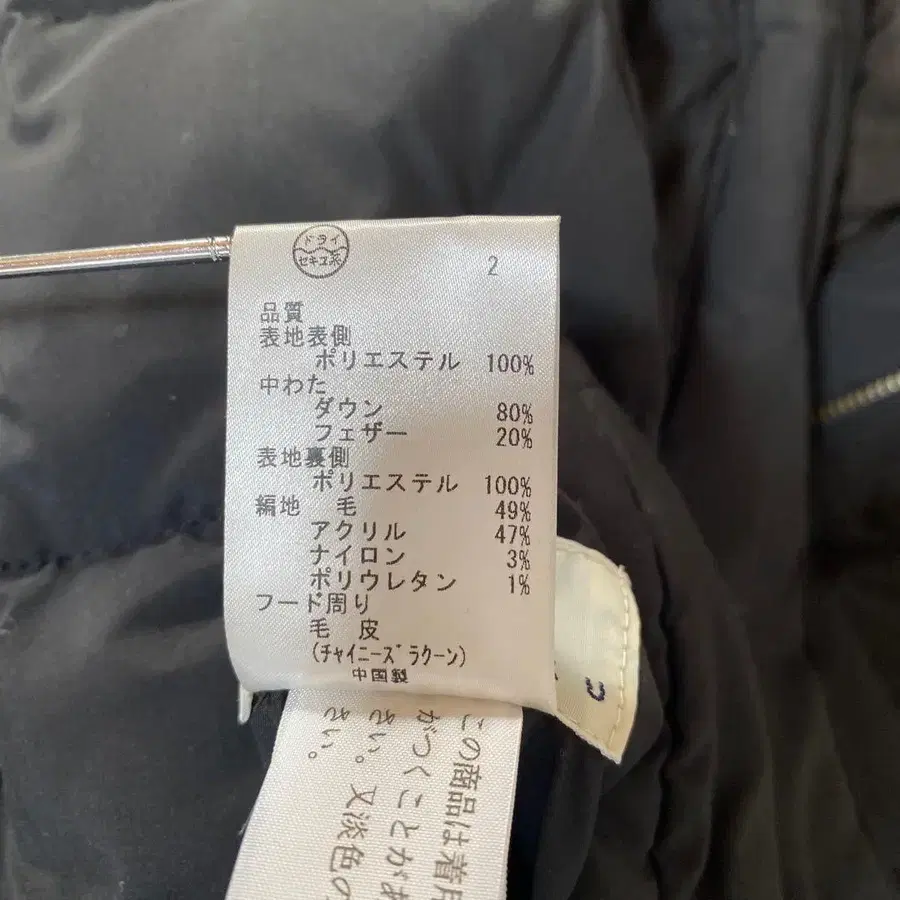 ドライ
セキユ系
2
品質
表地表側
ポリエステル 100%
中わた
ダウン 80%
フェザー 20%
表地裏側
ポリエステル 100%
編地 毛 49%
アクリル 47%
ナイロン 3%
ポリウレタン 1%
フード周り
毛 皮
(チャイニーズラクーン)
中国製
この商品は着用
がつくことがあ
さい。又淡色の
さい。